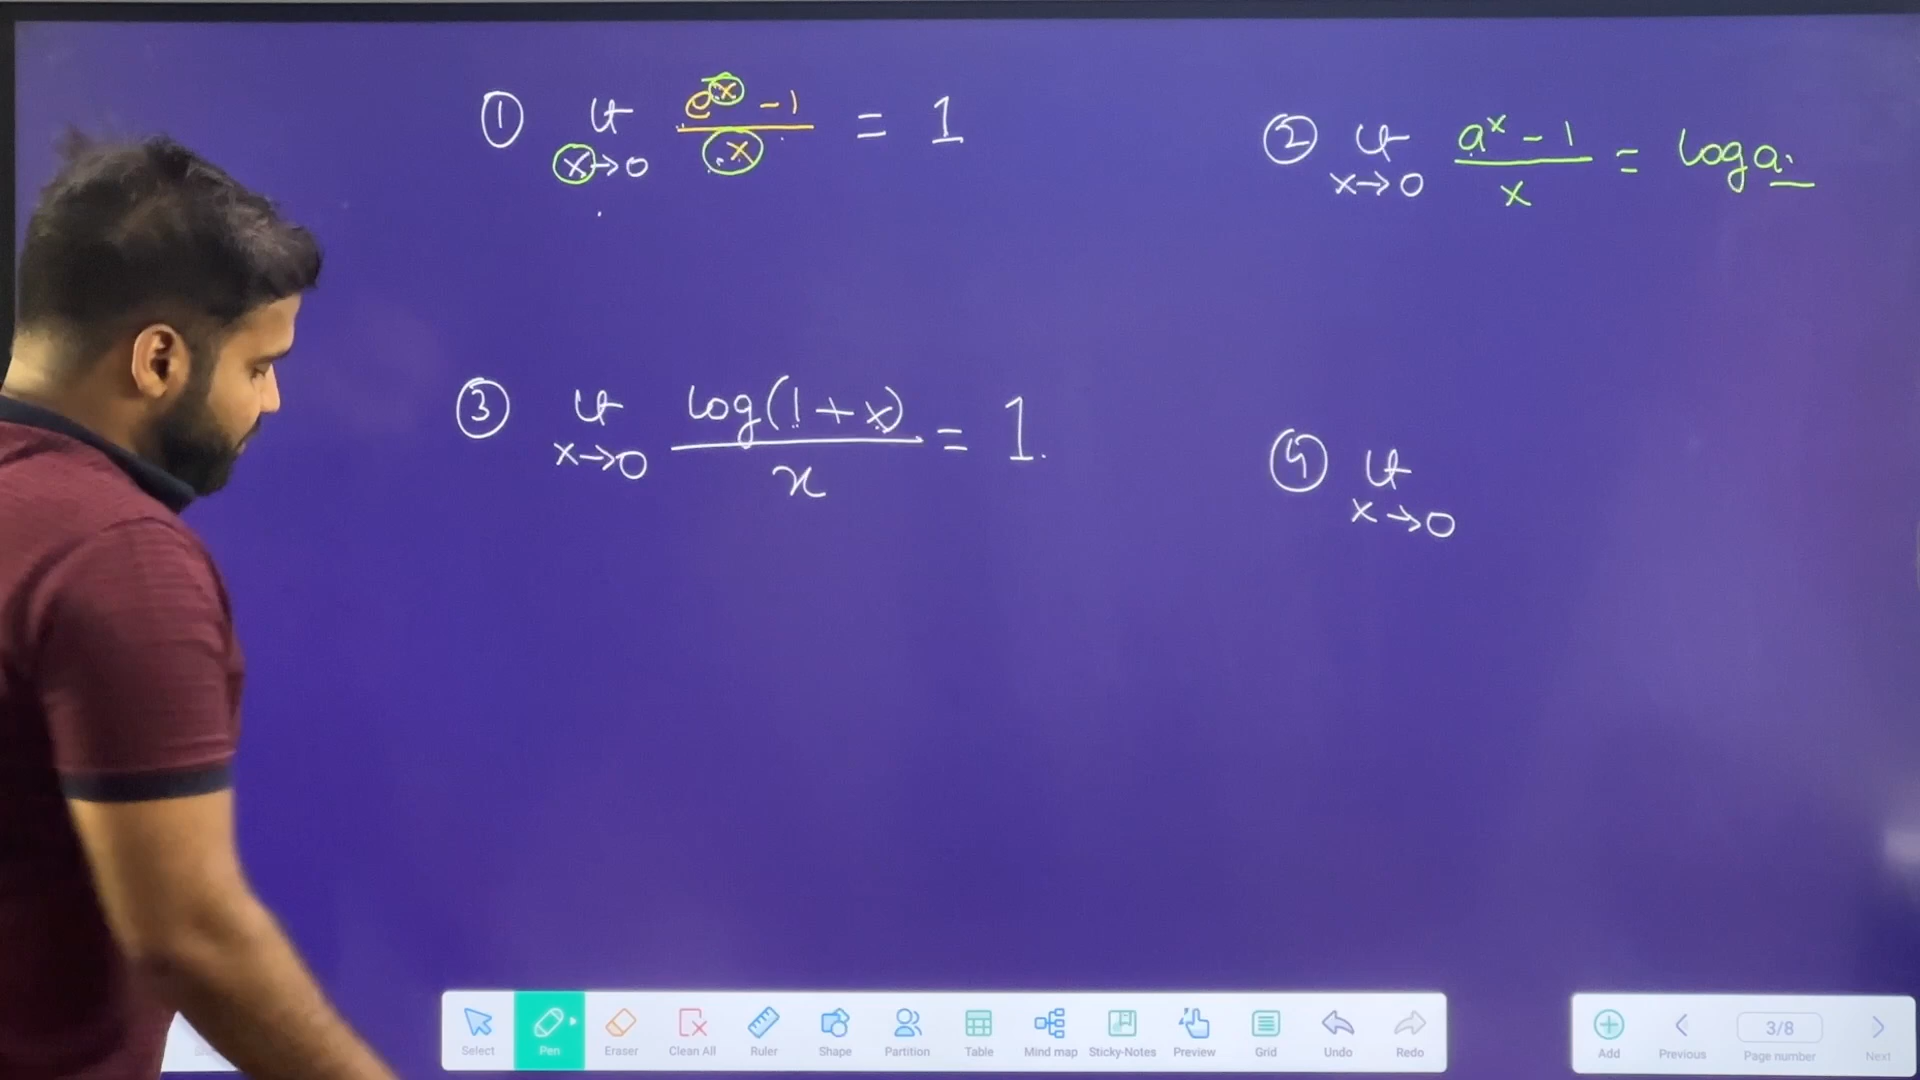 ① lt x→0 e^x - 1 / x = 1
② lt x→0 a^x - 1 / x = log a
③ lt x→0 log(1 + x) / x = 1.
④ lt x→0
Select Pen Eraser Clean All Ruler Shape Partition Table Mind map Sticky-Notes Preview Grid Undo Redo
Add Previous 3/8 Page number Next